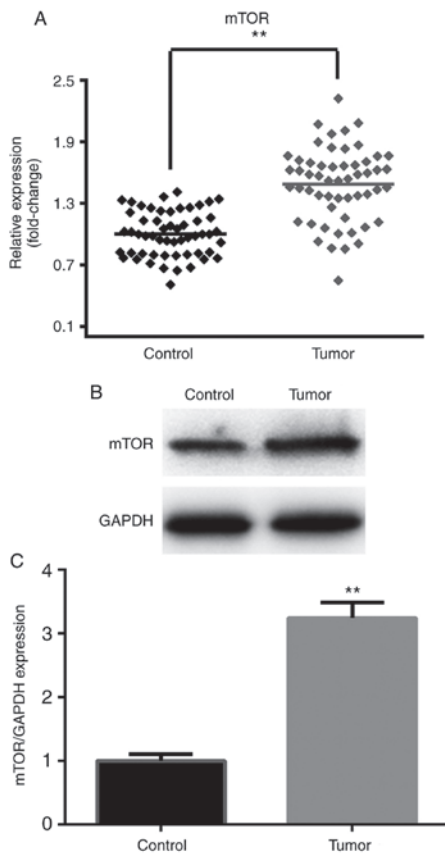 A
mTOR
**
2.5
1.9
1.3
0.7
0.1
Relative expression
(fold-change)
Control Tumor
B
Control Tumor
mTOR
GAPDH
C
4
3
2
1
0
mTOR/GAPDH expression
**
Control Tumor